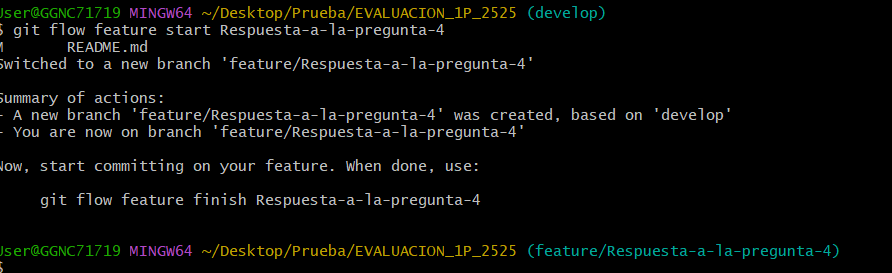 User@GGNC71719 MINGW64 ~/Desktop/Prueba/EVALUACION_1P_2525 (develop)
$ git flow feature start Respuesta-a-la-pregunta-4
M       README.md
Switched to a new branch 'feature/Respuesta-a-la-pregunta-4'

Summary of actions:
- A new branch 'feature/Respuesta-a-la-pregunta-4' was created, based on 'develop'
- You are now on branch 'feature/Respuesta-a-la-pregunta-4'

Now, start committing on your feature. When done, use:

     git flow feature finish Respuesta-a-la-pregunta-4

User@GGNC71719 MINGW64 ~/Desktop/Prueba/EVALUACION_1P_2525 (feature/Respuesta-a-la-pregunta-4)
$